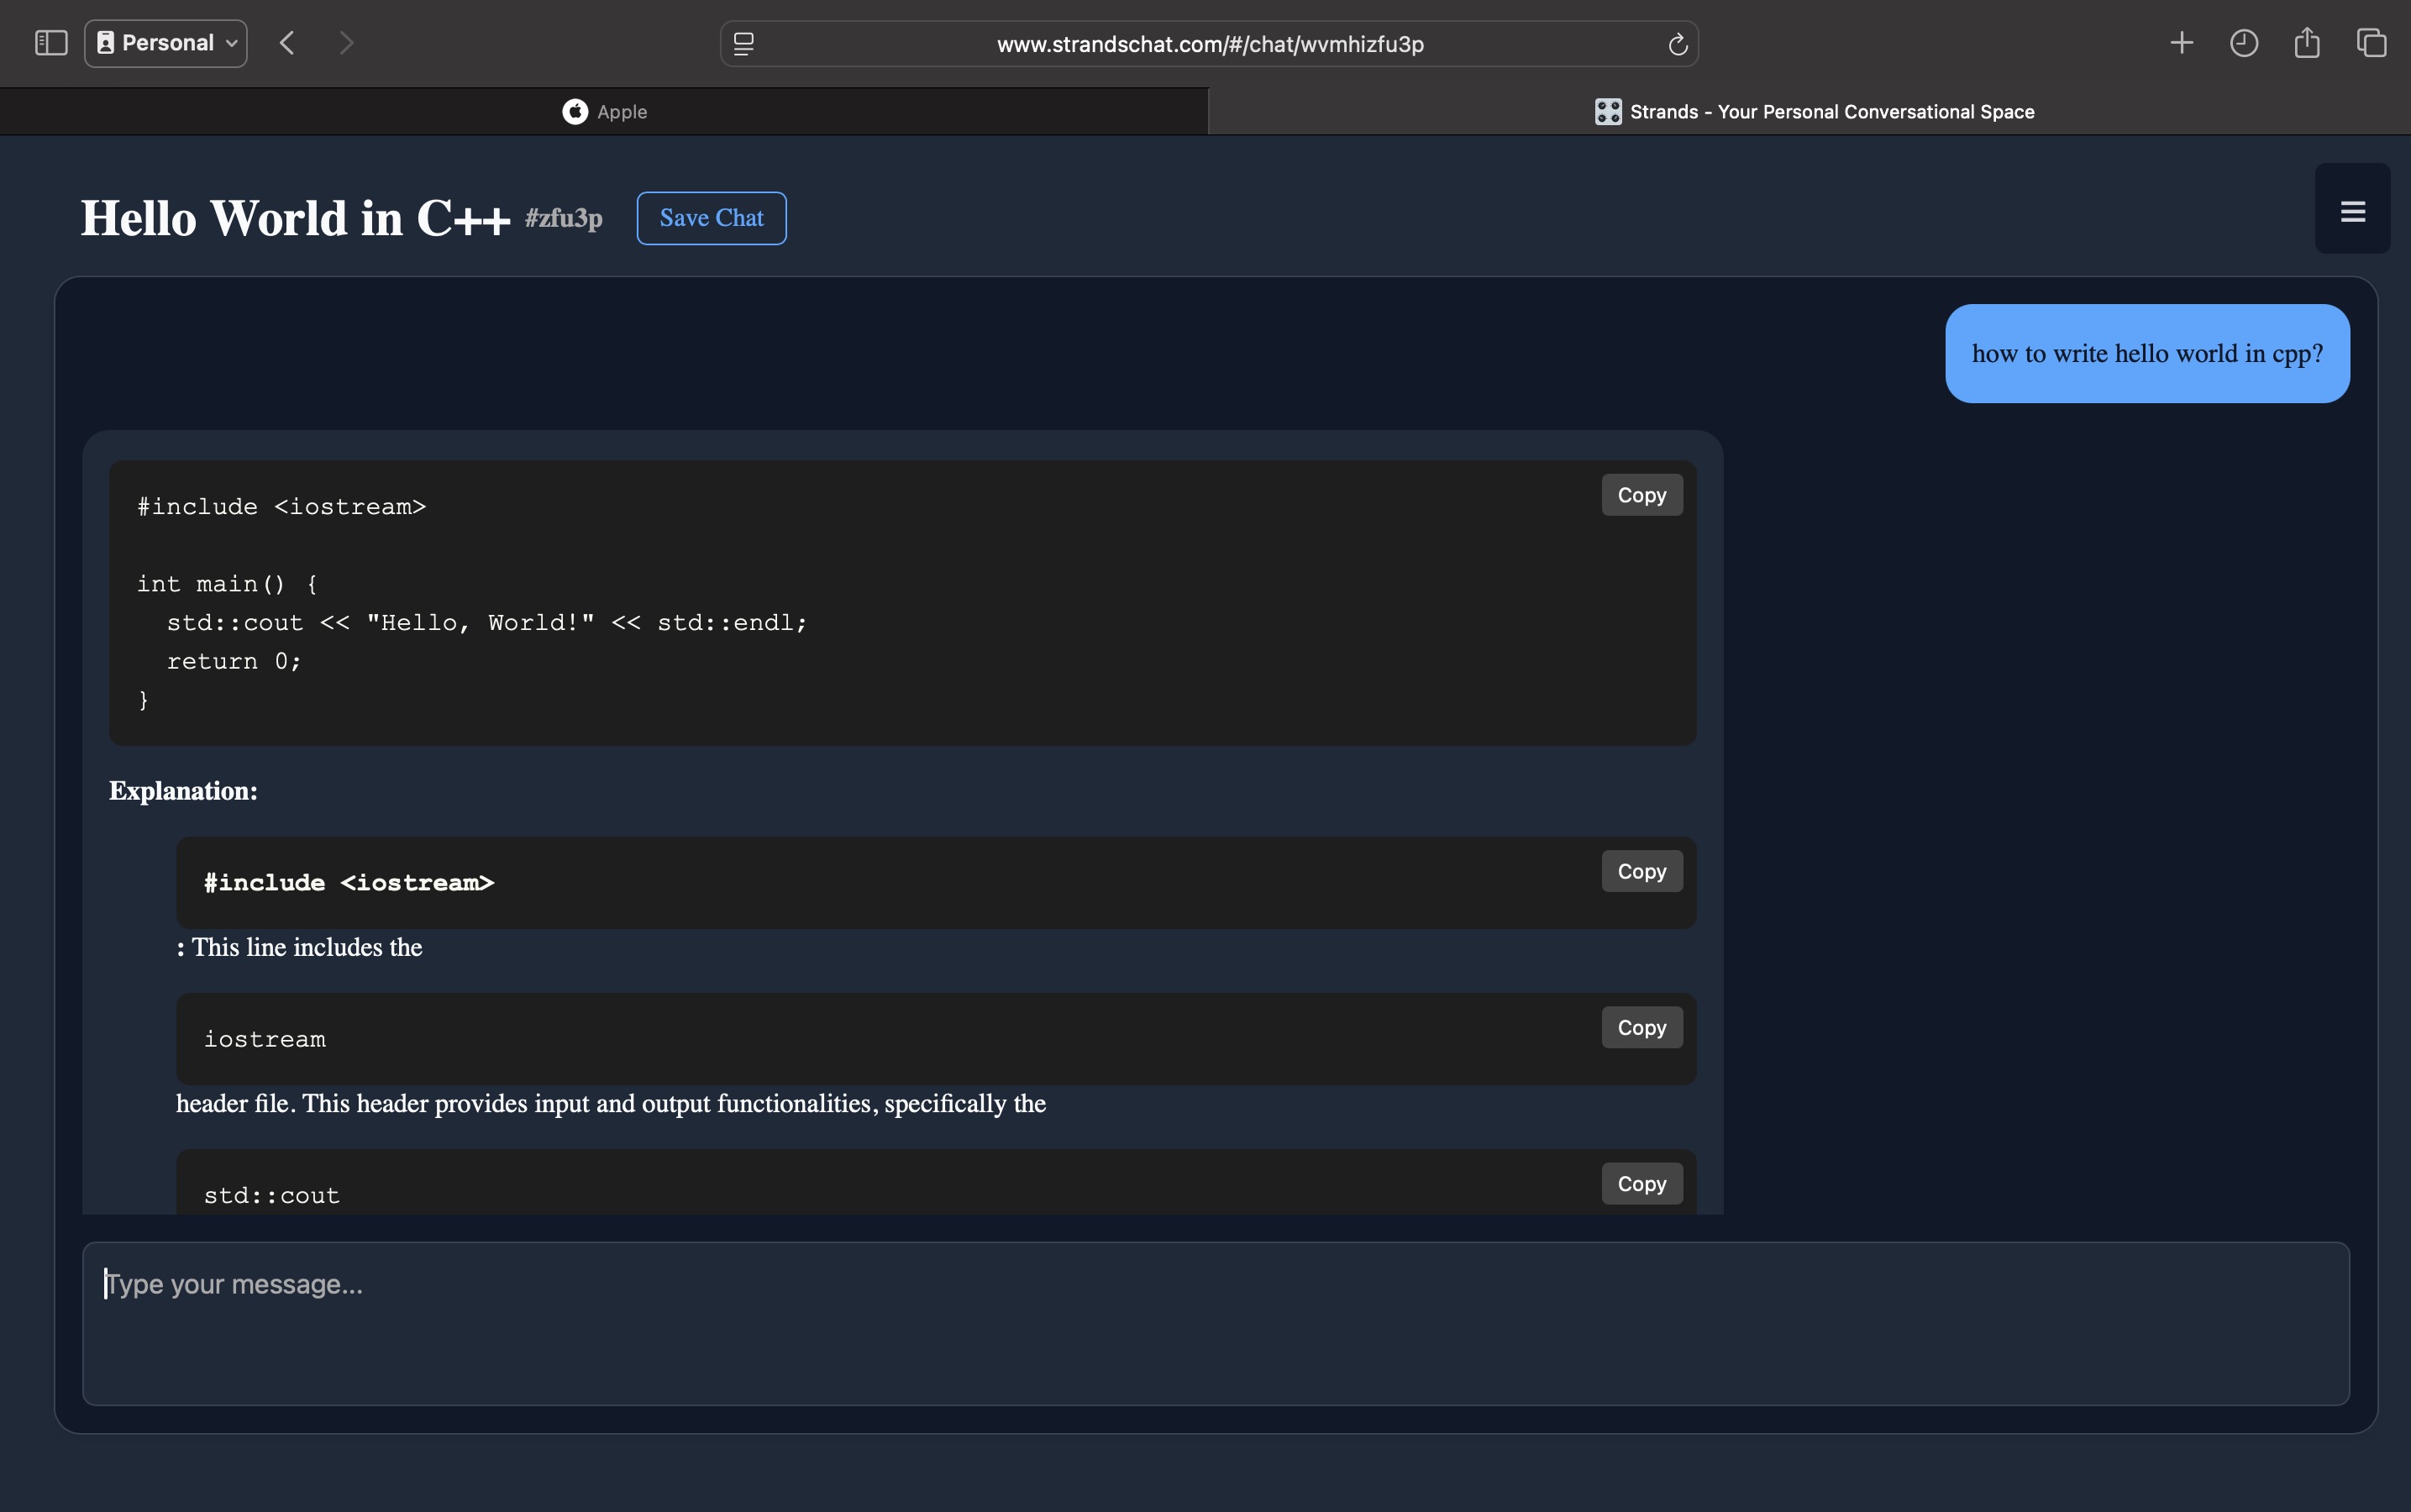 Personal
www.strandschat.com/#/chat/wvmhizfu3p
Apple
Strands - Your Personal Conversational Space
Hello World in C++ #zfu3p
Save Chat
how to write hello world in cpp?
Copy
#include <iostream>
int main() {
  std::cout << "Hello, World!" << std::endl;
  return 0;
}
Explanation:
Copy
#include <iostream>
: This line includes the
Copy
iostream
header file. This header provides input and output functionalities, specifically the
Copy
std::cout
Type your message...